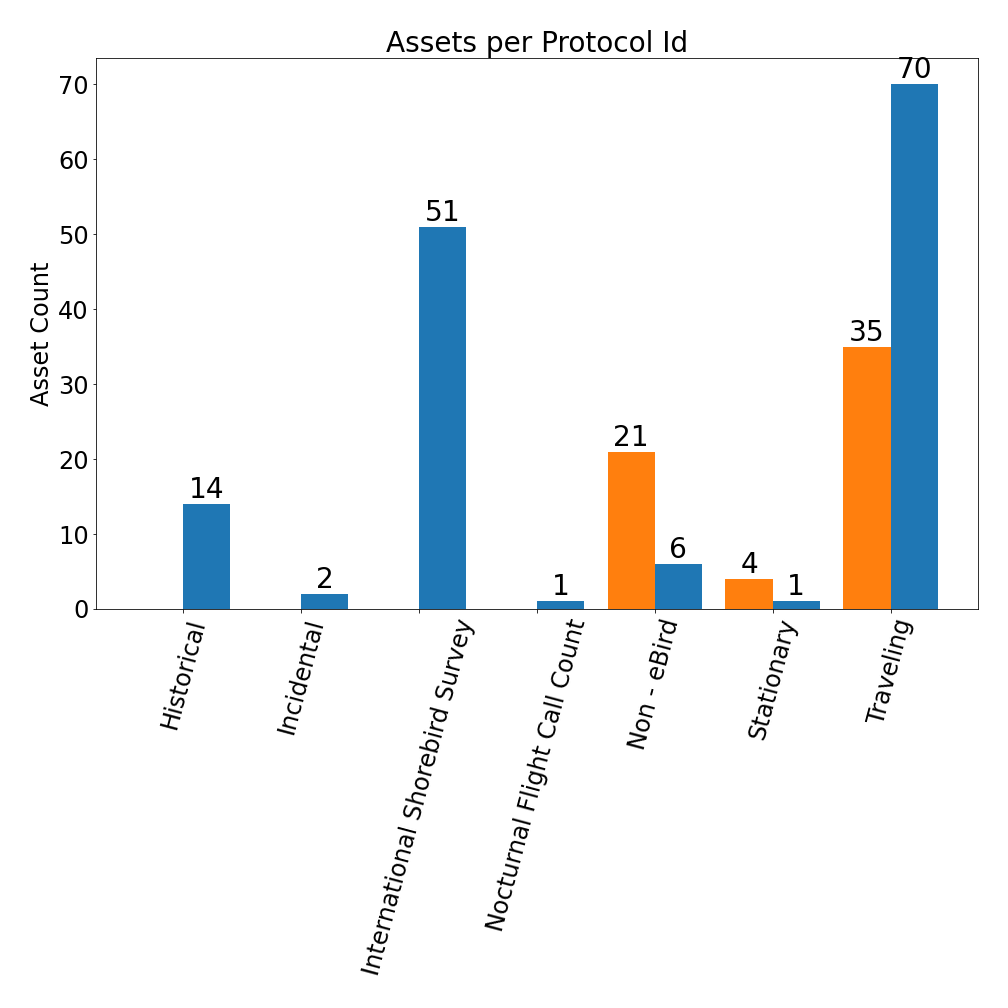 Assets per Protocol Id
Asset Count
70
60
50
40
30
20
10
0
14
2
51
1
21
6
4
1
35
70
Historical
Incidental
International Shorebird Survey
Nocturnal Flight Call Count
Non - eBird
Stationary
Traveling